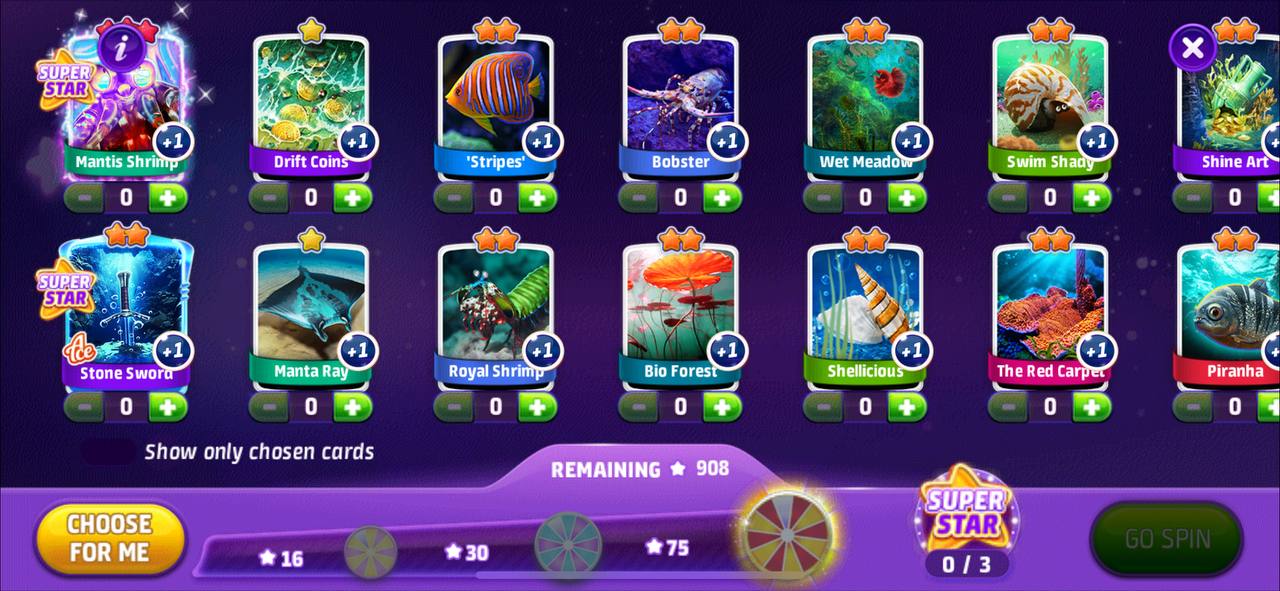 i
SUPER
STAR
+1
+1
+1
+1
+1
+1
Mantis Shrimp
Drift Coins
'Stripes'
Bobster
Wet Meadow
Swim Shady
Shine Art
0
0
0
0
0
0
0
SUPER
STAR
A
Ace
+1
+1
+1
+1
+1
+1
Stone Sword
Manta Ray
Royal Shrimp
Bio Forest
Shellicious
The Red Carpet
Piranha
0
0
0
0
0
0
0
Show only chosen cards
REMAINING ★ 908
CHOOSE
FOR ME
★ 16
★ 30
★ 75
SUPER
STAR
0 / 3
GO SPIN